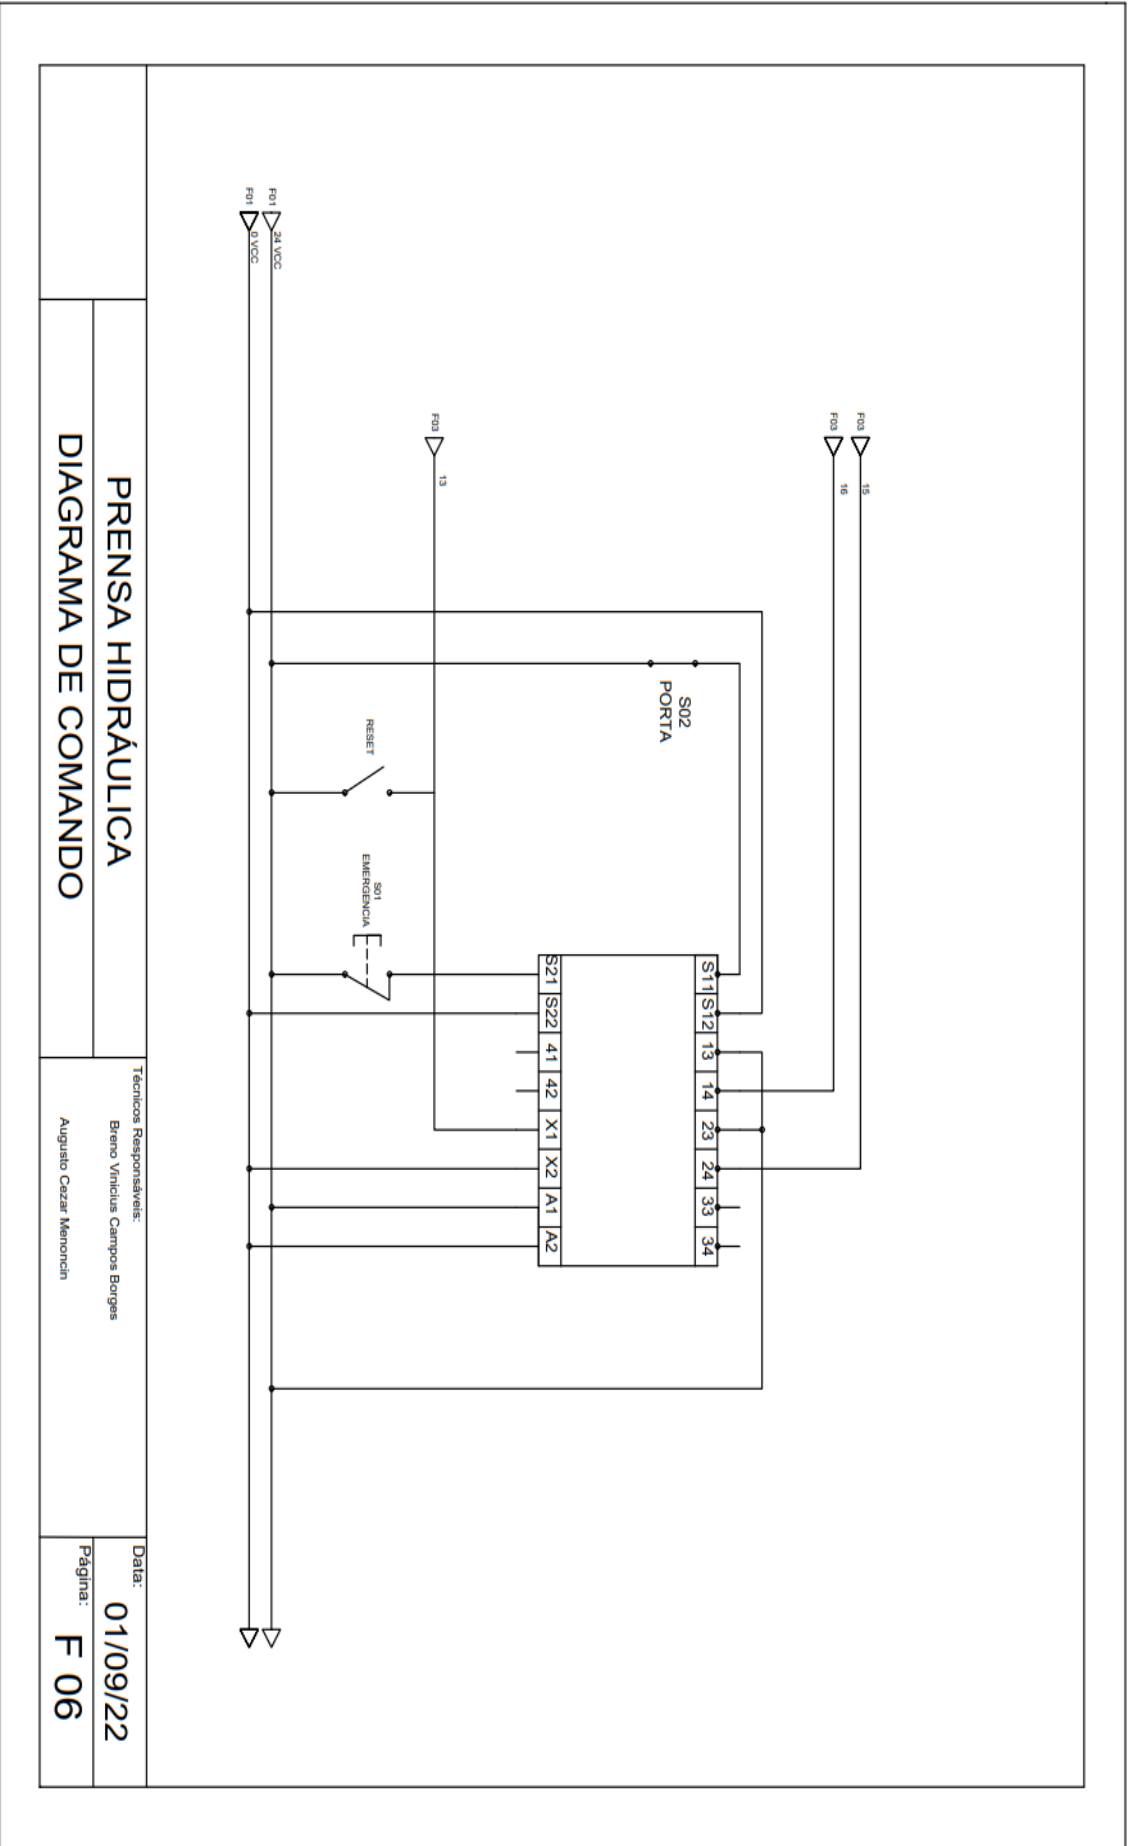 F03
15
F03
16
S02
PORTA
S11
S12
13
14
23
24
33
34
S21
S22
41
42
X1
X2
A1
A2
F03
13
RESET
S01
EMERGENCIA
F01
24 VCC
F01
0 VCC
PRENSA HIDRÁULICA
DIAGRAMA DE COMANDO
Técnicos Responsáveis:
Breno Vinicius Campos Borges
Augusto Cezar Menoncin
Data:
01/09/22
Página:
F 06